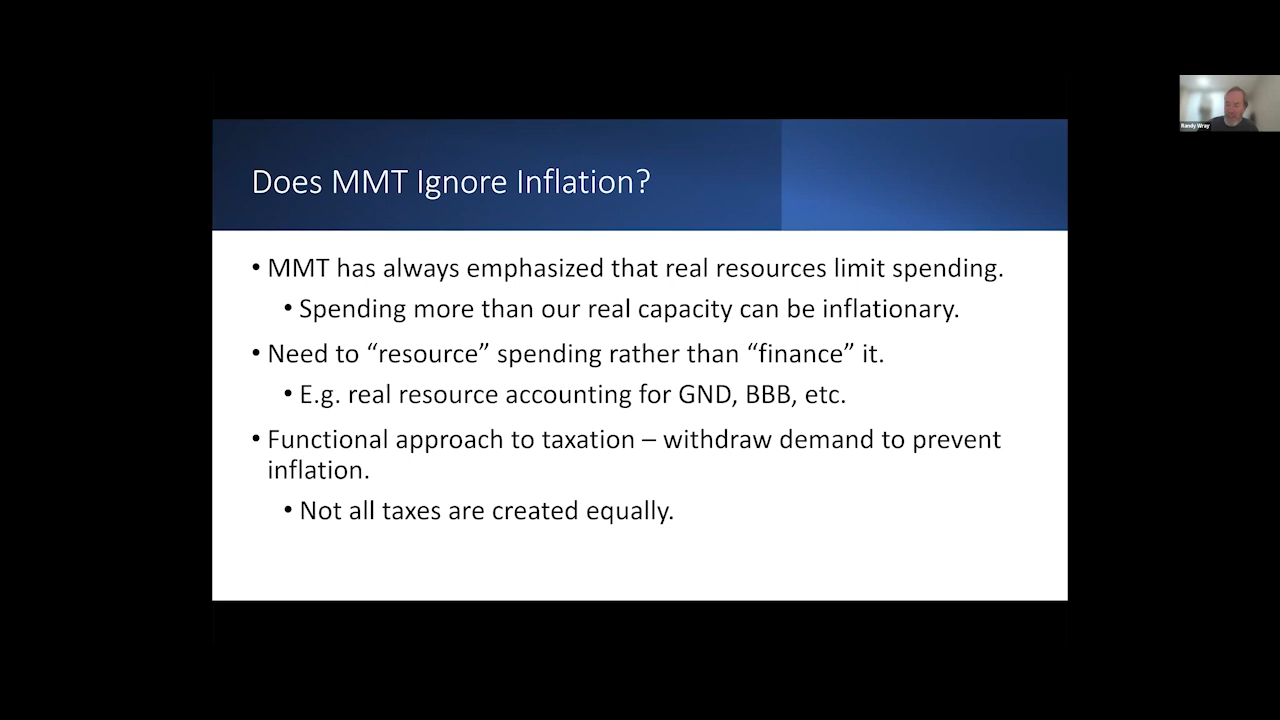 Does MMT Ignore Inflation?
• MMT has always emphasized that real resources limit spending.
• Spending more than our real capacity can be inflationary.
• Need to “resource” spending rather than “finance” it.
• E.g. real resource accounting for GND, BBB, etc.
• Functional approach to taxation – withdraw demand to prevent
inflation.
• Not all taxes are created equally.
Randy Wray